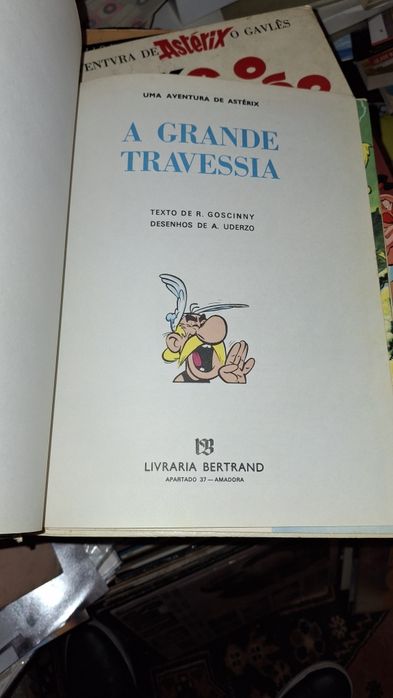 ENTVRA DE Astérix O GAVLÊS
UMA AVENTURA DE ASTÉRIX
A GRANDE
TRAVESSIA
TEXTO DE R. GOSCINNY
DESENHOS DE A. UDERZO
LIVRARIA BERTRAND
APARTADO 37 — AMADORA